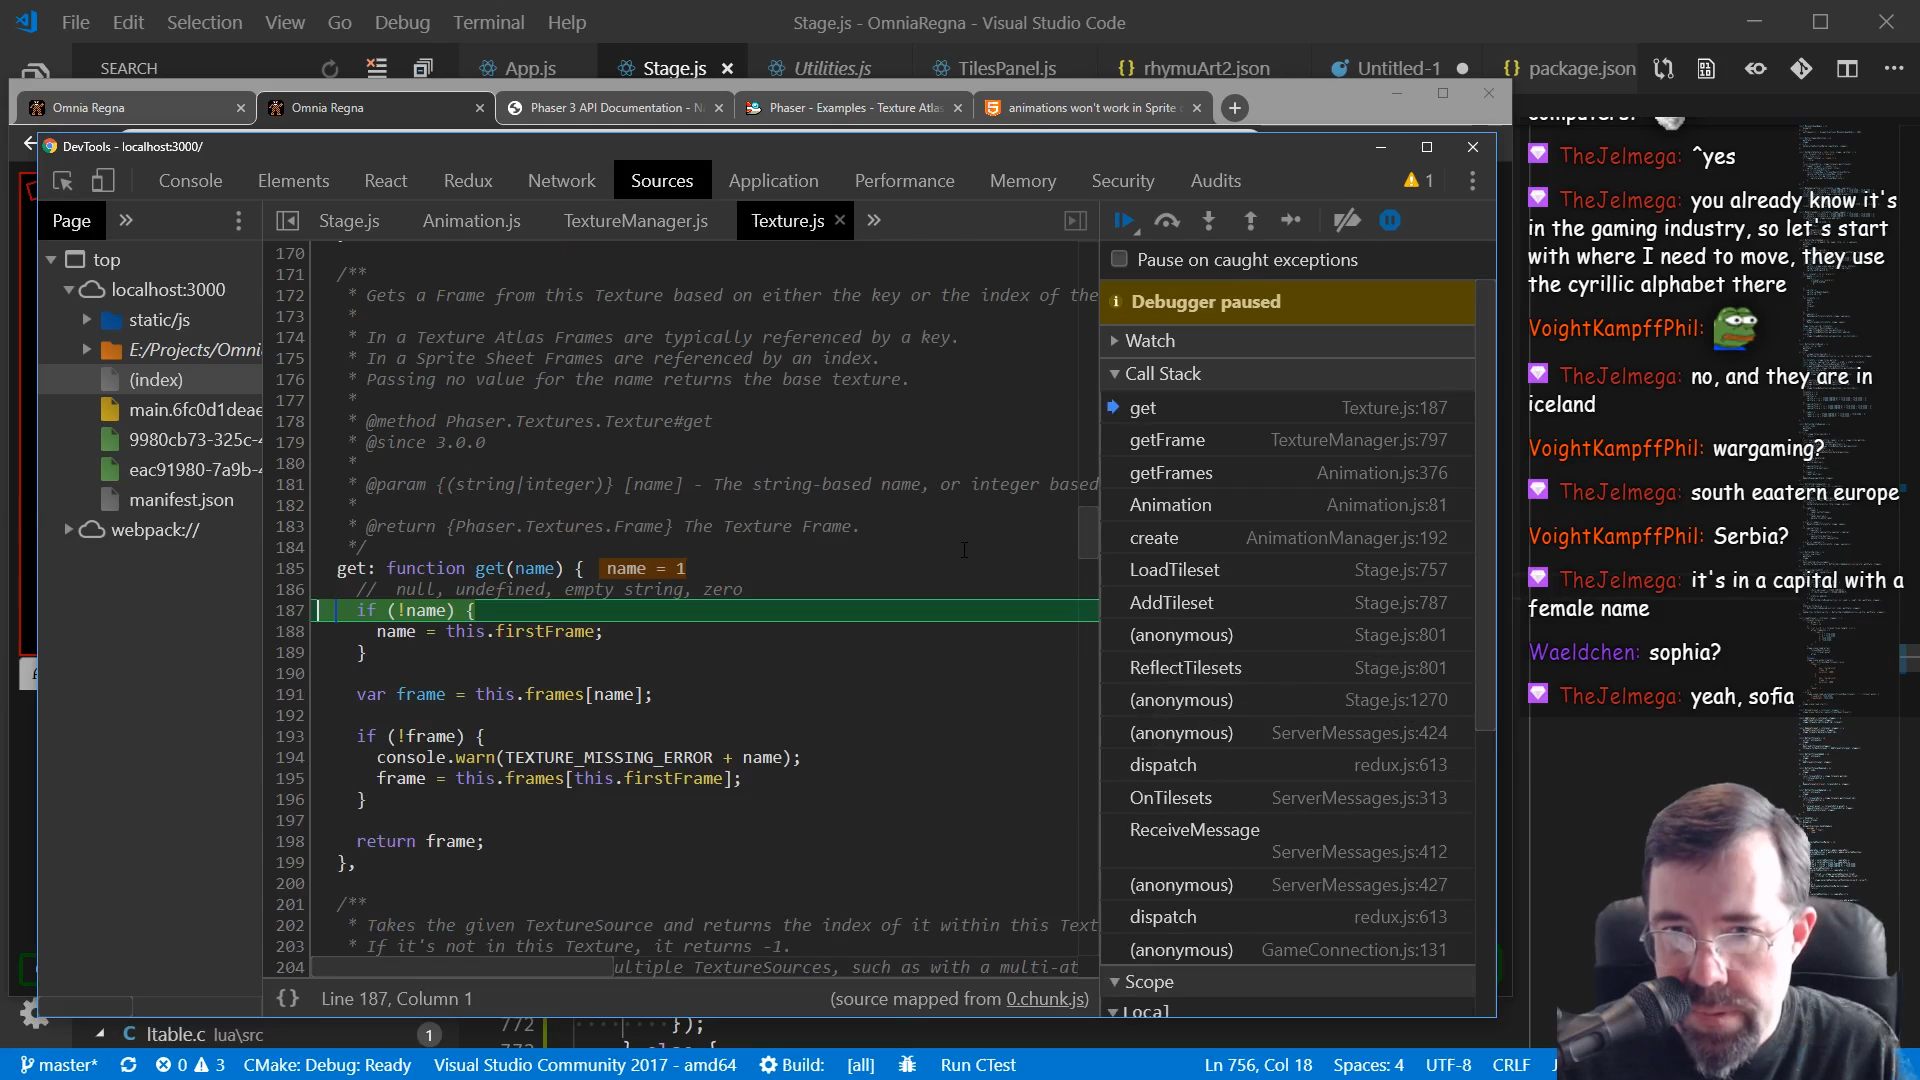 File Edit Selection View Go Debug Terminal Help
Stage.js - OmniaRegna - Visual Studio Code
SEARCH
App.js
Stage.js
Utilities.js
TilesPanel.js
rhymuArt2.json
Untitled-1
package.json
Omnia Regna
Omnia Regna
Phaser 3 API Documentation - N
Phaser - Examples - Texture Atlas
animations won't work in Sprite
DevTools - localhost:3000/
Console Elements React Redux Network Sources Application Performance Memory Security Audits
1
Page
Stage.js Animation.js TextureManager.js Texture.js
top
localhost:3000
static/js
E:/Projects/Omni
(index)
main.6fc0d1deae
9980cb73-325c-4
eac91980-7a9b-4
manifest.json
webpack://
170
171 /**
172 * Gets a Frame from this Texture based on either the key or the index of the
173 *
174 * In a Texture Atlas Frames are typically referenced by a key.
175 * In a Sprite Sheet Frames are referenced by an index.
176 * Passing no value for the name returns the base texture.
177 *
178 * @method Phaser.Textures.Texture#get
179 * @since 3.0.0
180 *
181 * @param {(string|integer)} [name] - The string-based name, or integer based
182 *
183 * @return {Phaser.Textures.Frame} The Texture Frame.
184 */
185 get: function get(name) { name = 1
186 // null, undefined, empty string, zero
187 if (!name) {
188 name = this.firstFrame;
189 }
190
191 var frame = this.frames[name];
192
193 if (!frame) {
194 console.warn(TEXTURE_MISSING_ERROR + name);
195 frame = this.frames[this.firstFrame];
196 }
197
198 return frame;
199 },
200
201 /**
202 * Takes the given TextureSource and returns the index of it within this Text
203 * If it's not in this Texture, it returns -1.
204 ultiple TextureSources, such as with a multi-at
{ } Line 187, Column 1
(source mapped from 0.chunk.js)
Pause on caught exceptions
Debugger paused
Watch
Call Stack
get Texture.js:187
getFrame TextureManager.js:797
getFrames Animation.js:376
Animation Animation.js:81
create AnimationManager.js:192
LoadTileset Stage.js:757
AddTileset Stage.js:787
(anonymous) Stage.js:801
ReflectTilesets Stage.js:801
(anonymous) Stage.js:1270
(anonymous) ServerMessages.js:424
dispatch redux.js:613
OnTilesets ServerMessages.js:313
ReceiveMessage
ServerMessages.js:412
(anonymous) ServerMessages.js:427
dispatch redux.js:613
(anonymous) GameConnection.js:131
Scope
Local
computers?
TheJelmega: ^yes
TheJelmega: you already know it's
in the gaming industry, so let's start
with where I need to move, they use
the cyrillic alphabet there
VoightKampffPhil:
TheJelmega: no, and they are in
iceland
VoightKampffPhil: wargaming?
TheJelmega: south eaatern europe
VoightKampffPhil: Serbia?
TheJelmega: it's in a capital with a
female name
Waeldchen: sophia?
TheJelmega: yeah, sofia
C ltable.c lua\src 1
772 });
master* 0 3 CMake: Debug: Ready Visual Studio Community 2017 - amd64 Build: [all] Run CTest
Ln 756, Col 18 Spaces: 4 UTF-8 CRLF